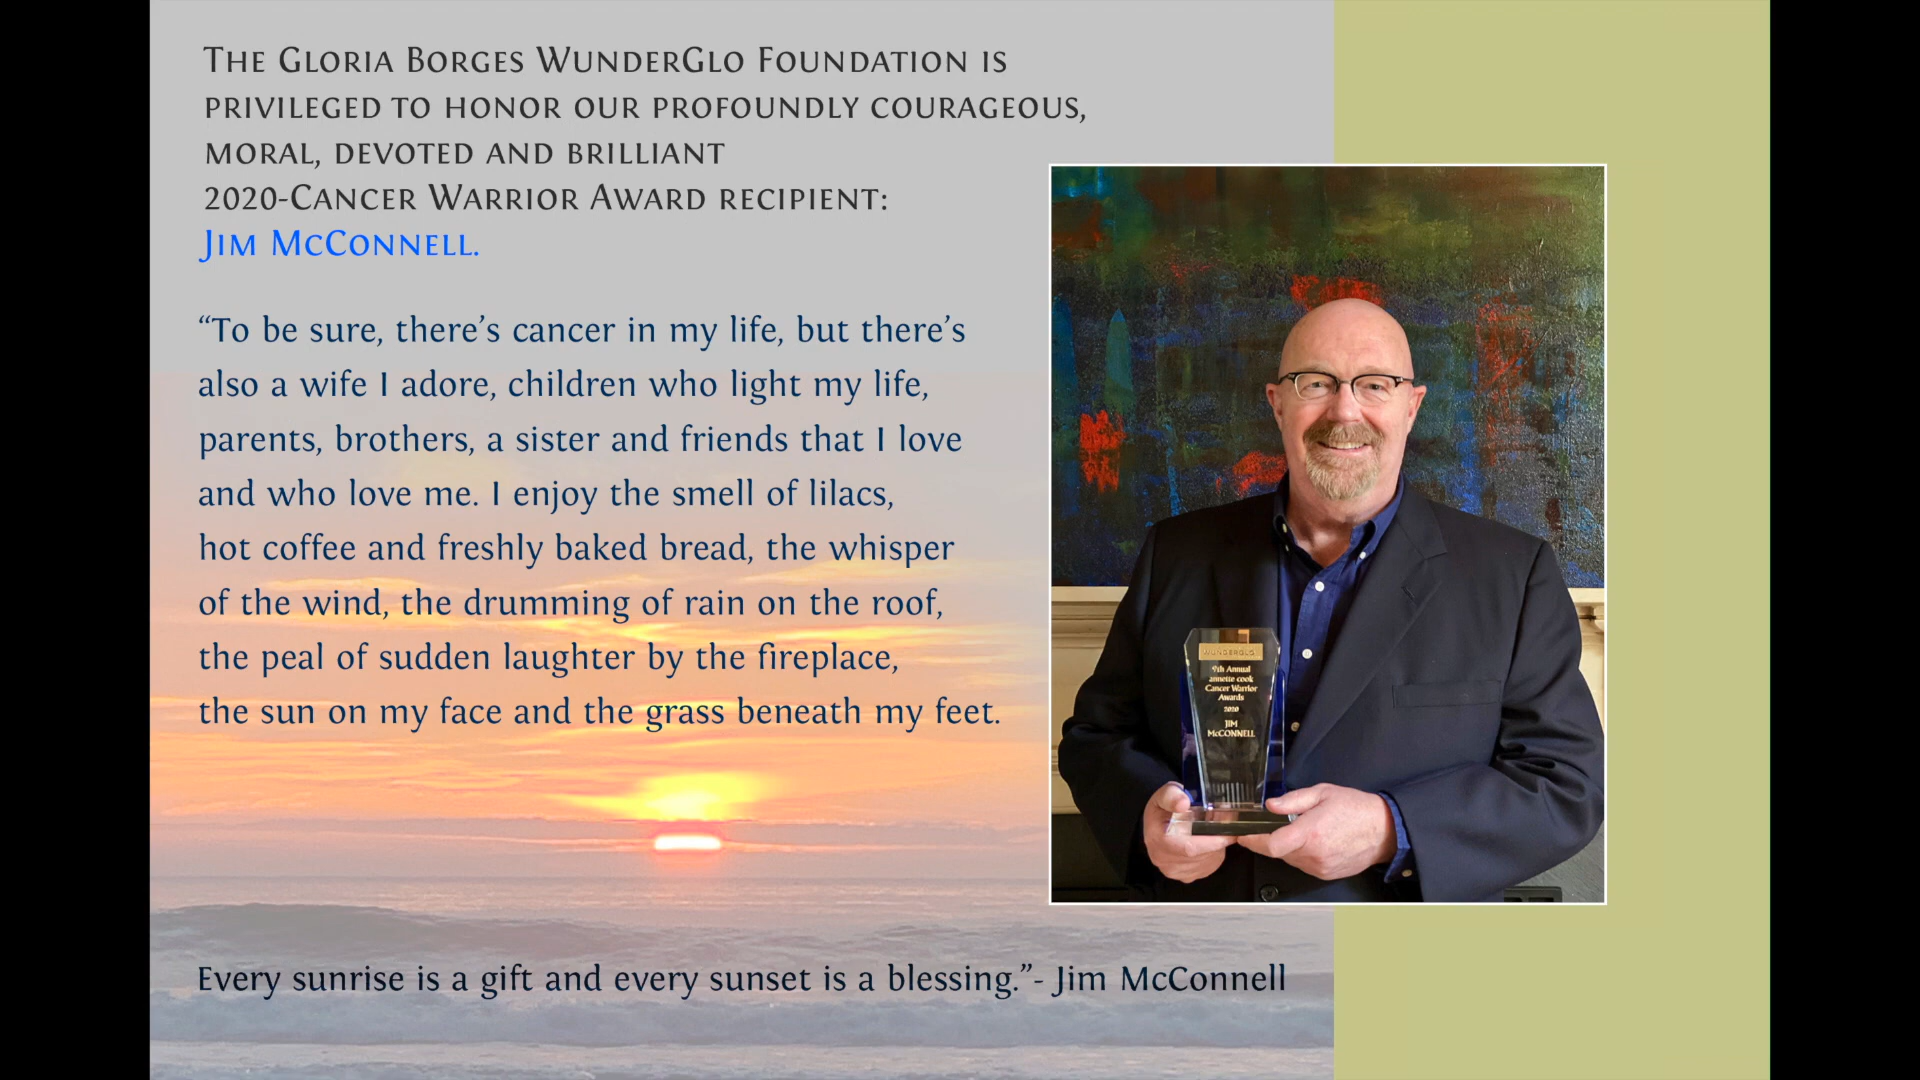 The Gloria Borges WunderGlo Foundation is
privileged to honor our profoundly courageous,
moral, devoted and brilliant
2020-Cancer Warrior Award recipient:
Jim McConnell.
“To be sure, there’s cancer in my life, but there’s
also a wife I adore, children who light my life,
parents, brothers, a sister and friends that I love
and who love me. I enjoy the smell of lilacs,
hot coffee and freshly baked bread, the whisper
of the wind, the drumming of rain on the roof,
the peal of sudden laughter by the fireplace,
the sun on my face and the grass beneath my feet.
Every sunrise is a gift and every sunset is a blessing.”- Jim McConnell
WUNDERGLO
9th Annual
annette cook
Cancer Warrior
Awards
2020
JIM
McCONNELL